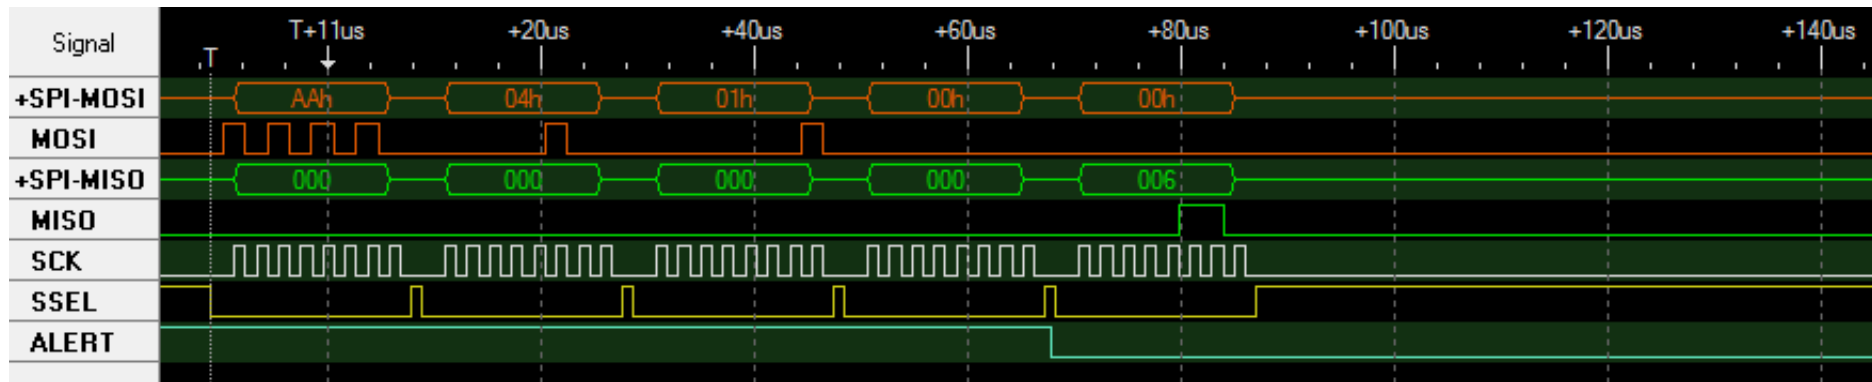 Signal T T+11us +20us +40us +60us +80us +100us +120us +140us
+SPI-MOSI AAh 04h 01h 00h 00h
MOSI
+SPI-MISO 000 000 000 000 006
MISO
SCK
SSEL
ALERT